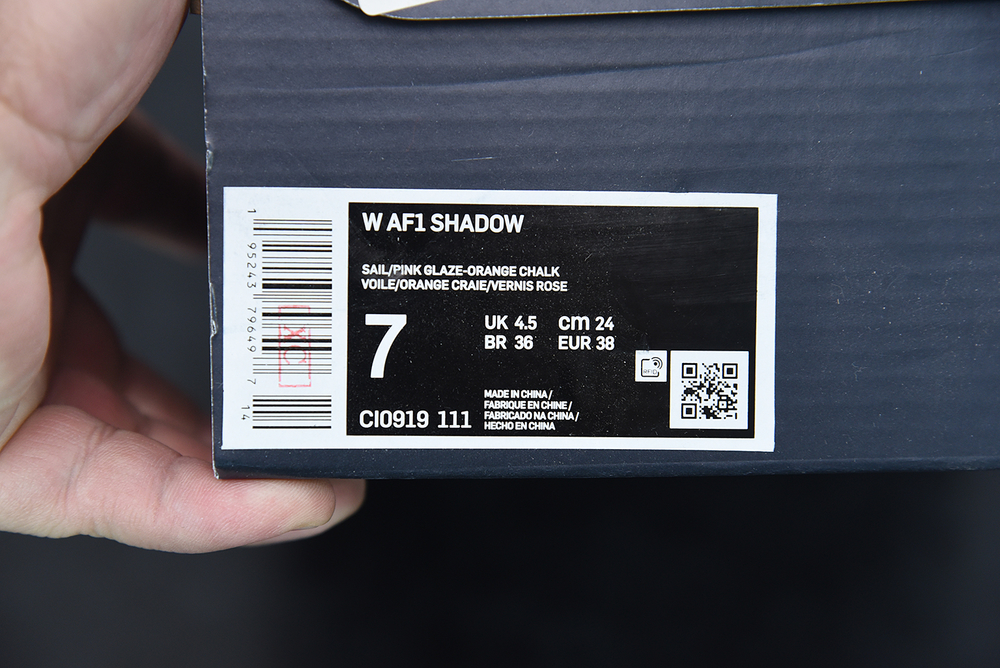 W AF1 SHADOW
SAIL/PINK GLAZE-ORANGE CHALK
VOILE/ORANGE CRAIE/VERNIS ROSE
7
UK 4.5 cm 24
BR 36 EUR 38
RFID
CI0919 111
MADE IN CHINA /
FABRIQUE EN CHINE /
FABRICADO NA CHINA /
HECHO EN CHINA
1 95243 79649 7
14
XC